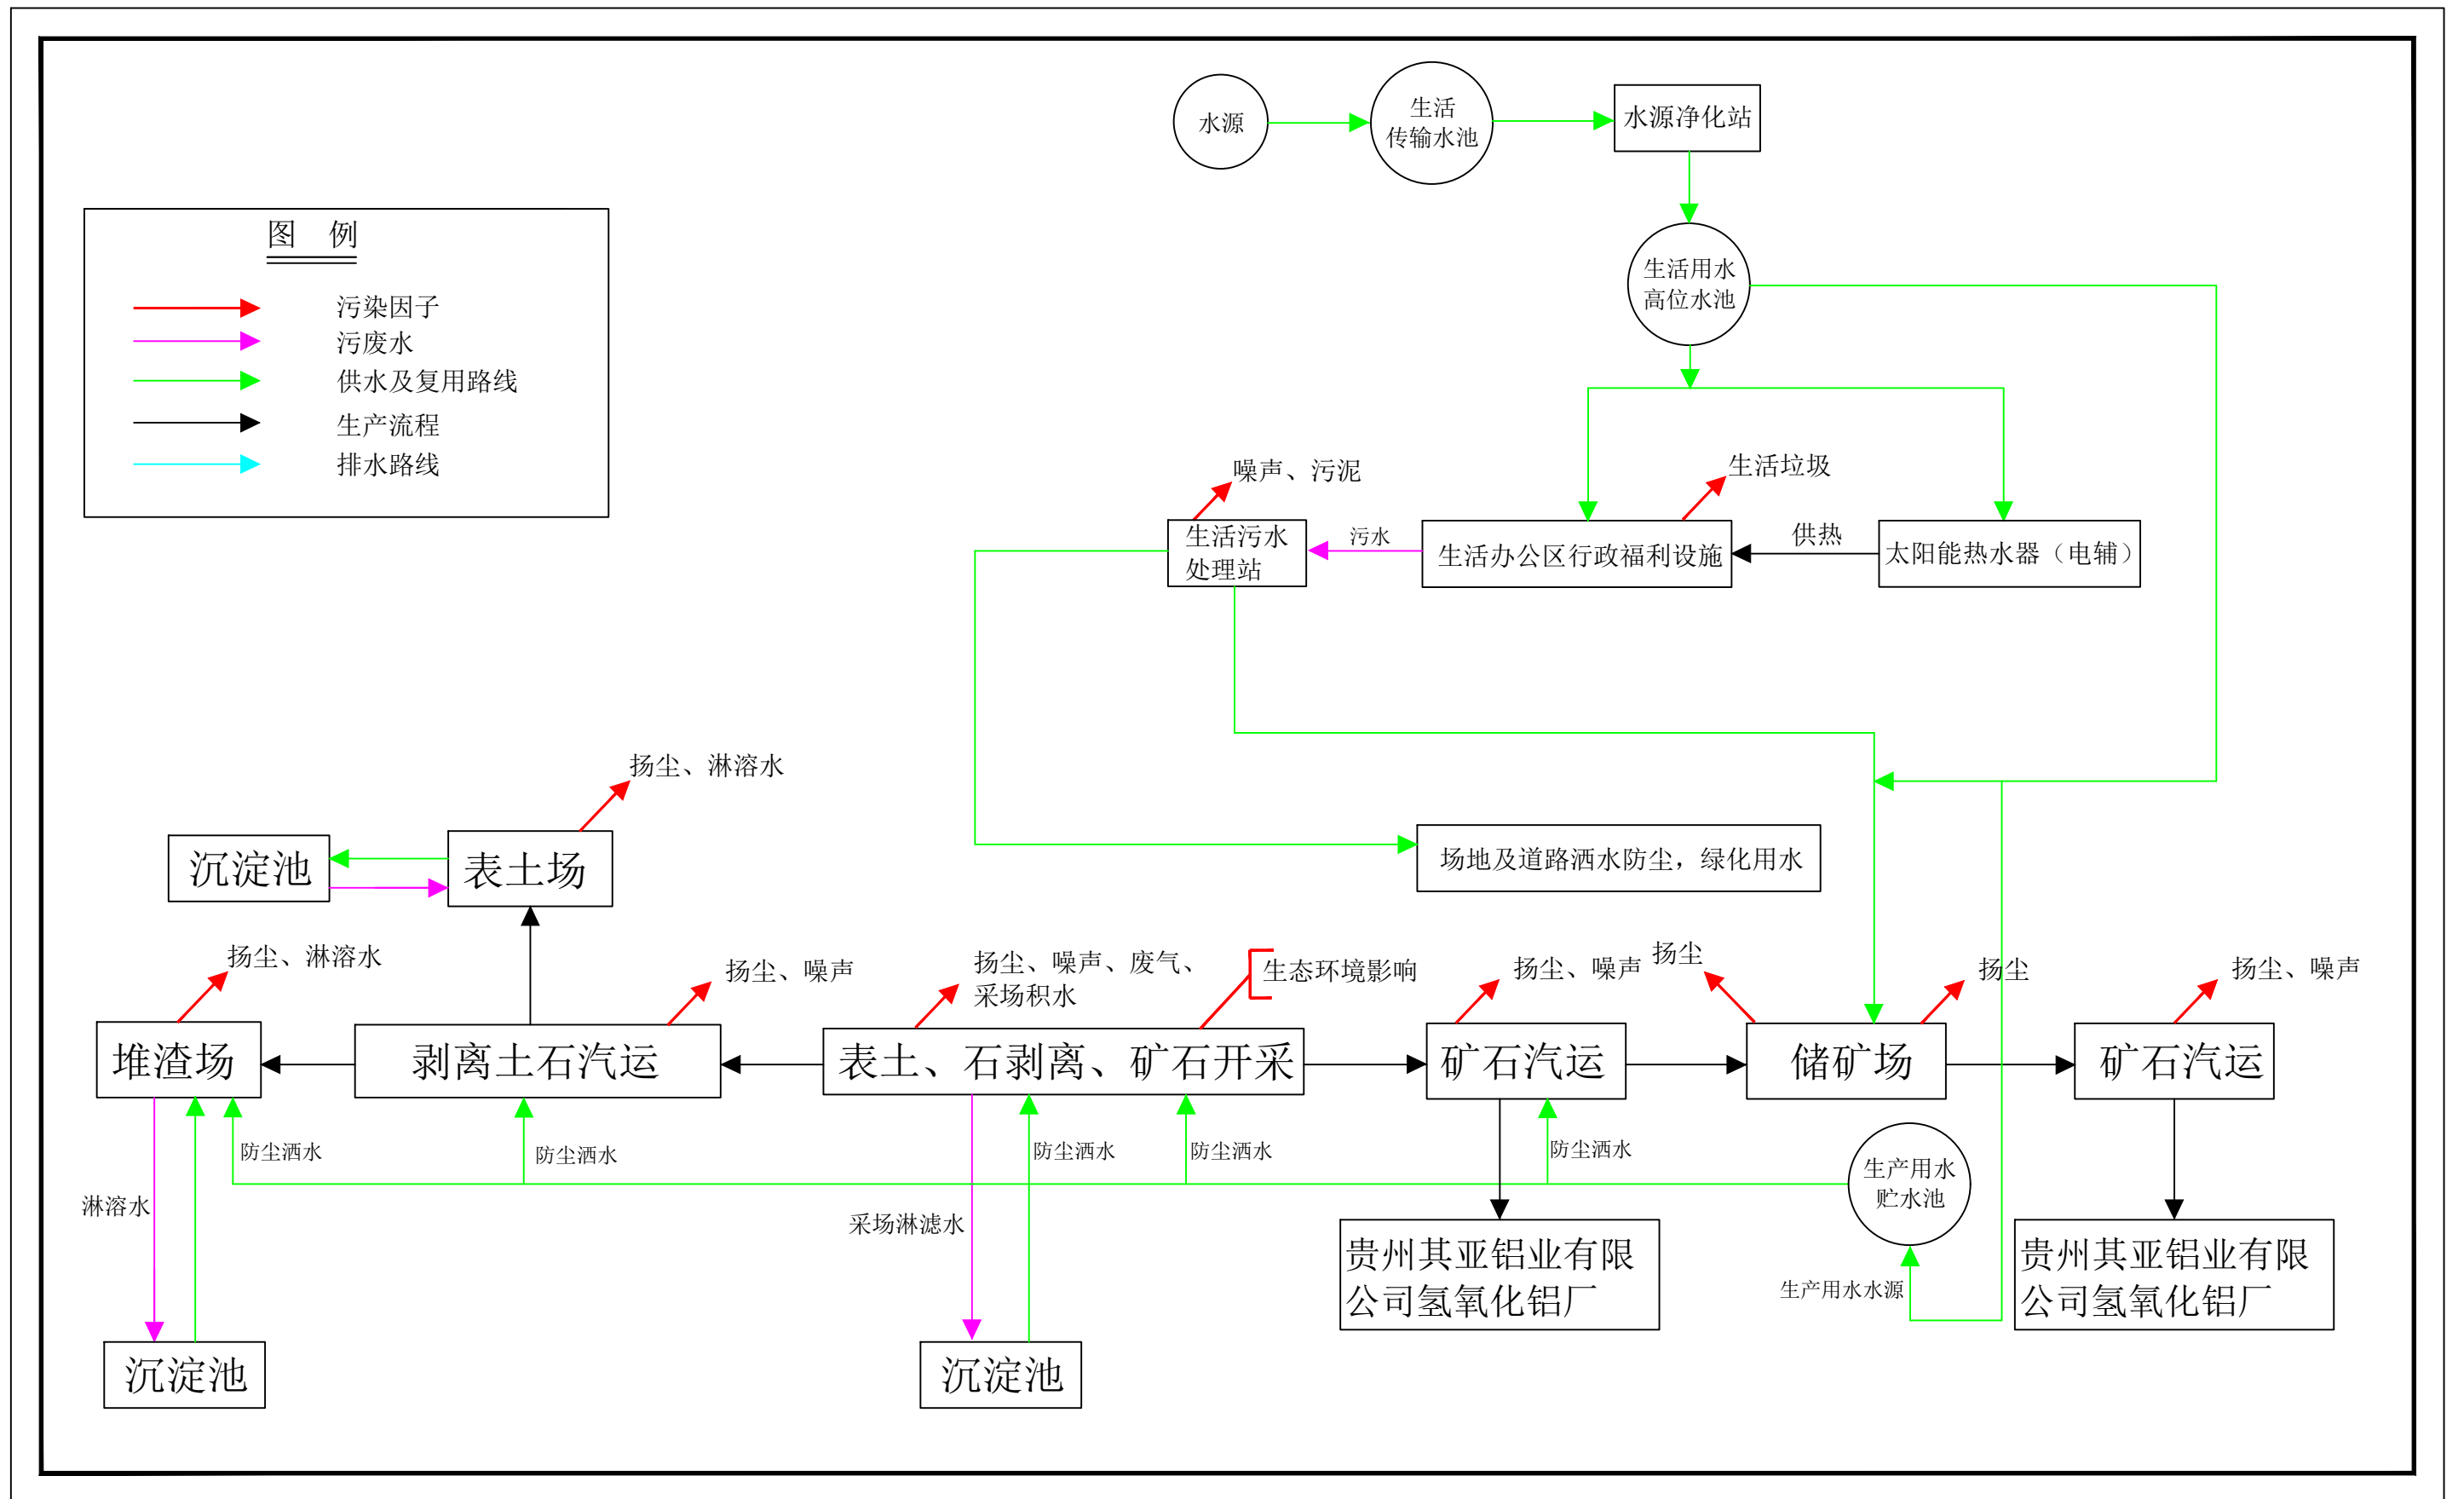 水源
生活
传输水池
水源净化站
图 例
污染因子
污废水
供水及复用路线
生产流程
排水路线
生活用水
高位水池
噪声、污泥
生活垃圾
生活污水
处理站
污水
生活办公区行政福利设施
供热
太阳能热水器（电辅）
扬尘、淋溶水
沉淀池
表土场
场地及道路洒水防尘，绿化用水
扬尘、淋溶水
扬尘、噪声
扬尘、噪声、废气、
采场积水
生态环境影响
扬尘、噪声
扬尘
扬尘
扬尘、噪声
堆渣场
剥离土石汽运
表土、石剥离、矿石开采
矿石汽运
储矿场
矿石汽运
防尘洒水
防尘洒水
防尘洒水
防尘洒水
防尘洒水
生产用水
贮水池
淋溶水
采场淋滤水
贵州其亚铝业有限
公司氢氧化铝厂
生产用水水源
贵州其亚铝业有限
公司氢氧化铝厂
沉淀池
沉淀池